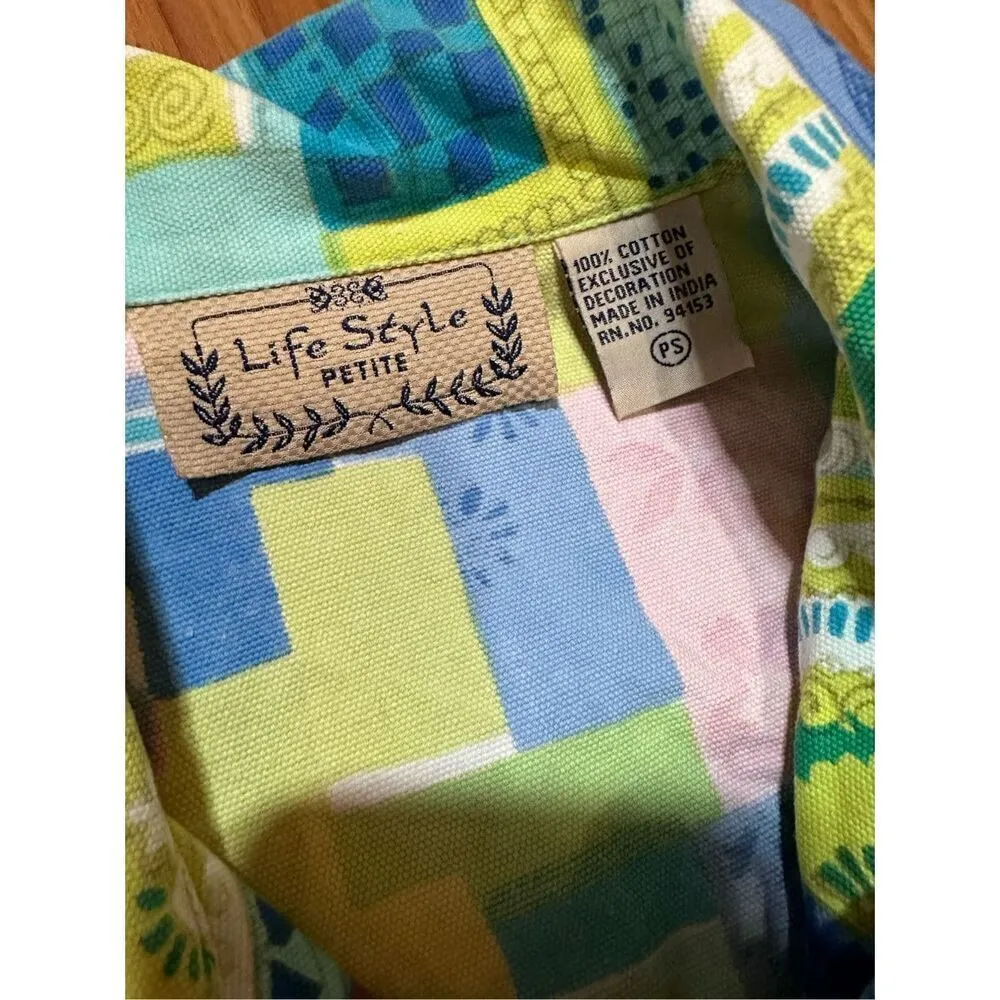 Life Style
PETITE
100% COTTON
EXCLUSIVE OF
DECORATION
MADE IN INDIA
RN.NO. 94153
PS